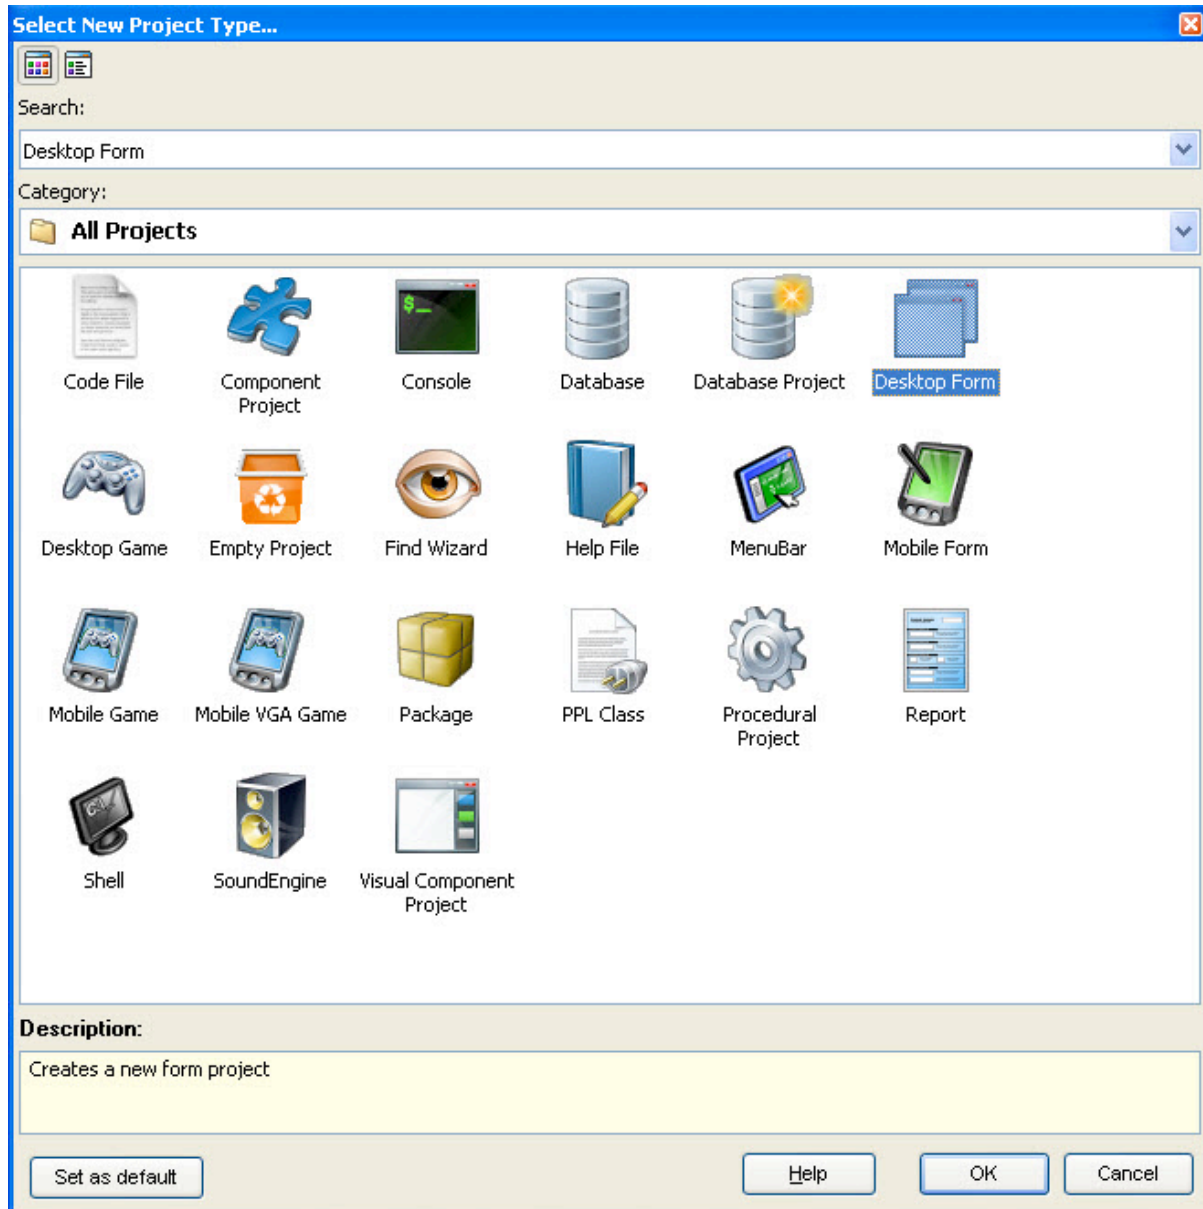 Select New Project Type...
Search:
Desktop Form
Category:
All Projects
$_
Code File
Component
Project
Console
Database
Database Project
Desktop Form
Desktop Game
Empty Project
Find Wizard
Help File
MenuBar
Mobile Form
Mobile Game
Mobile VGA Game
Package
PPL Class
Procedural
Project
Report
Shell
SoundEngine
Visual Component
Project
Description:
Creates a new form project
Set as default
Help
OK
Cancel